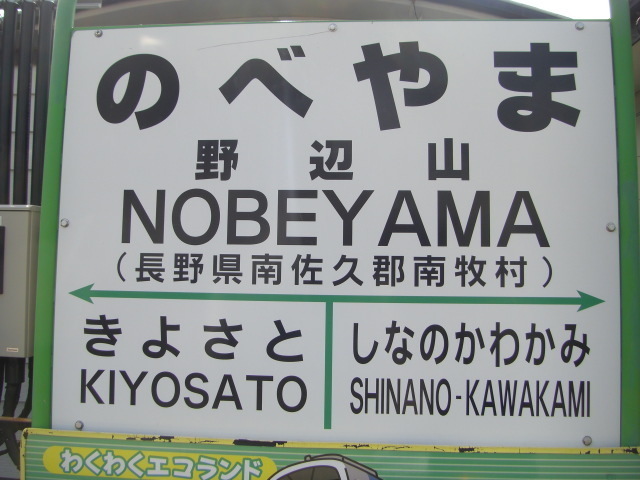 のべやま
野辺山
NOBEYAMA
(長野県南佐久郡南牧村)
きよさと
KIYOSATO
しなのかわかみ
SHINANO-KAWAKAMI
わくわくエコランド